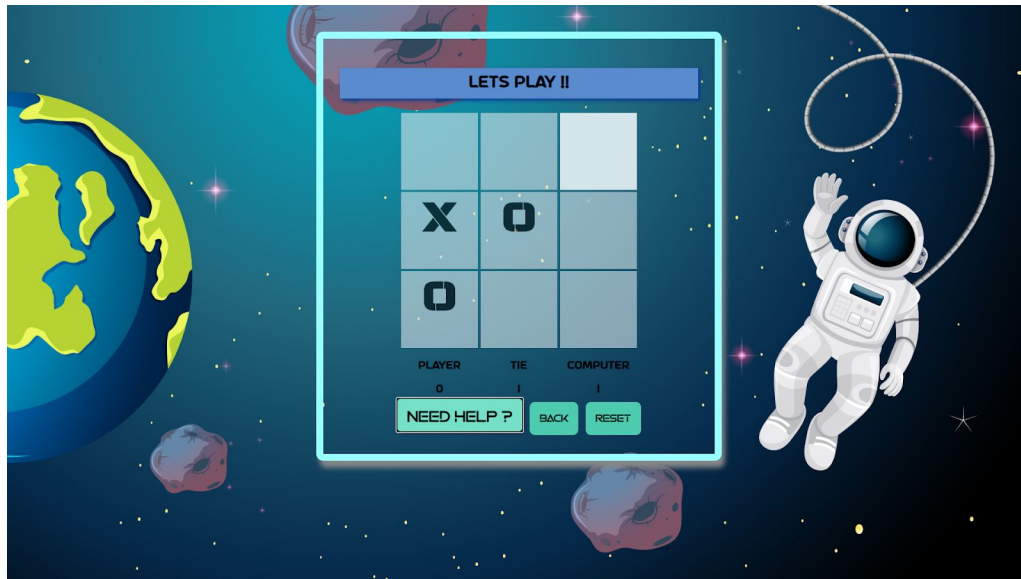 LETS PLAY !!
X O
O
PLAYER TIE COMPUTER
0 1 1
NEED HELP ? BACK RESET